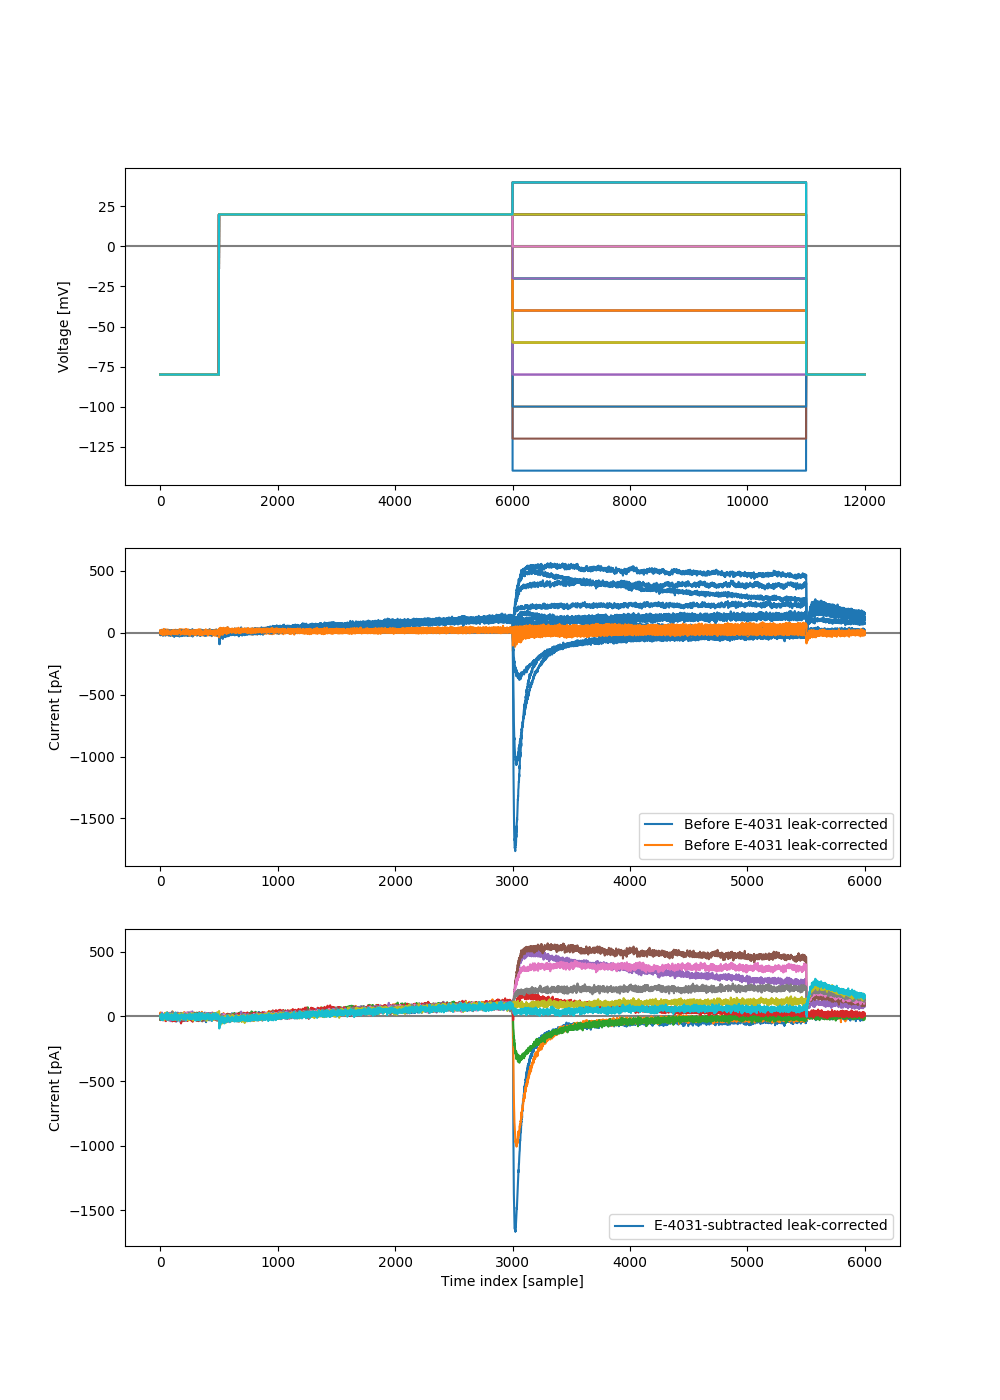 25
0
−25
−50
−75
−100
−125
Voltage [mV]
0 2000 4000 6000 8000 10000 12000
500
0
−500
−1000
−1500
Current [pA]
Before E-4031 leak-corrected
Before E-4031 leak-corrected
0 1000 2000 3000 4000 5000 6000
500
0
−500
−1000
−1500
Current [pA]
E-4031-subtracted leak-corrected
0 1000 2000 3000 4000 5000 6000
Time index [sample]